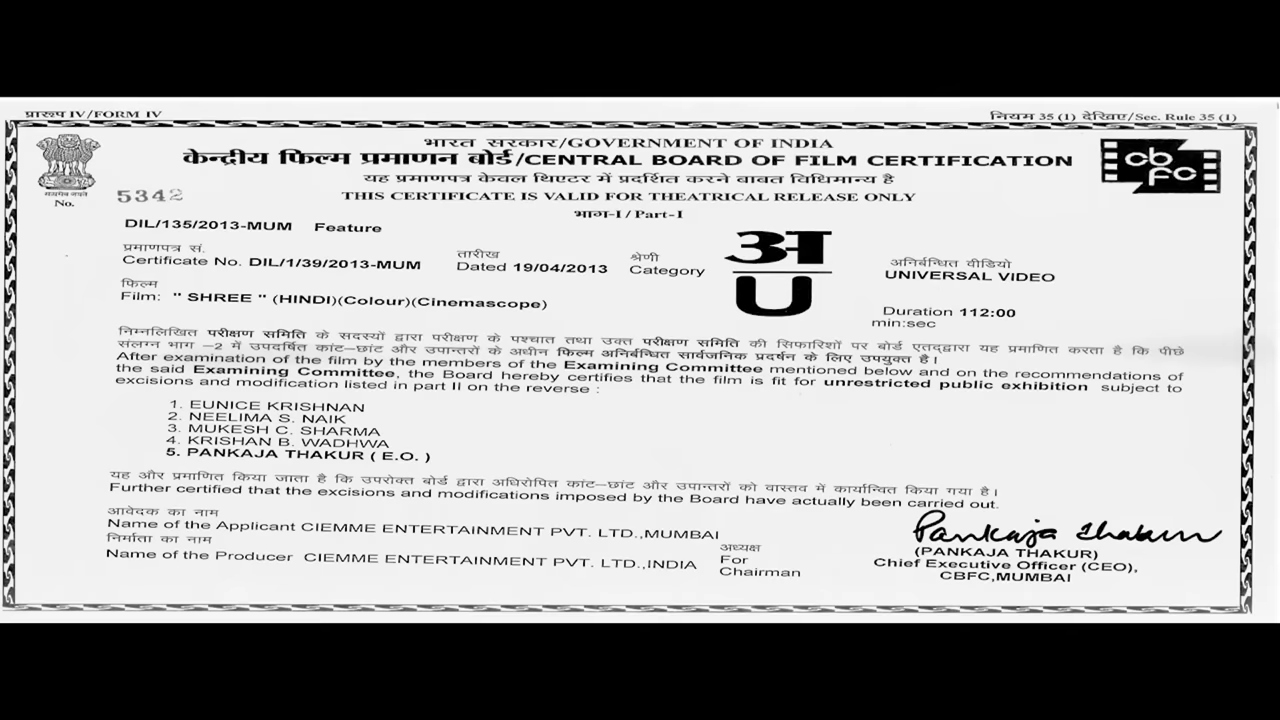 प्रारूप IV/FORM IV
नियम 35 (1) देखिए/Sec. Rule 35 (1)
भारत सरकार/GOVERNMENT OF INDIA
केन्द्रीय फिल्म प्रमाणन बोर्ड/CENTRAL BOARD OF FILM CERTIFICATION
cb
fc
यह प्रमाणपत्र केवल थिएटर में प्रदर्शित करने बाबत विधिमान्य है
सत्यमेव जयते
No. 5342
THIS CERTIFICATE IS VALID FOR THEATRICAL RELEASE ONLY
भाग-I / Part-I
DIL/135/2013-MUM Feature
प्रमाणपत्र सं. तारीख श्रेणी
Certificate No. DIL/1/39/2013-MUM Dated 19/04/2013 Category
अ
U
अनिर्बन्धित वीडियो
UNIVERSAL VIDEO
फिल्म
Film: " SHREE " (HINDI)(Colour)(Cinemascope)
Duration 112:00
min:sec
निम्नलिखित परीक्षण समिति के सदस्यों द्वारा परीक्षण के पश्चात तथा उक्त परीक्षण समिति की सिफारिशों पर बोर्ड एतद्द्वारा यह प्रमाणित करता है कि पीछे
संलग्न भाग -2 में उपदर्षित कांट-छांट और उपान्तरों के अधीन फिल्म अनिर्बन्धित सार्वजनिक प्रदर्षन के लिए उपयुक्त है।
After examination of the film by the members of the Examining Committee mentioned below and on the recommendations of
the said Examining Committee, the Board hereby certifies that the film is fit for unrestricted public exhibition subject to
excisions and modification listed in part II on the reverse :
1. EUNICE KRISHNAN
2. NEELIMA S. NAIK
3. MUKESH C. SHARMA
4. KRISHAN B. WADHWA
5. PANKAJA THAKUR ( E.O. )
यह और प्रमाणित किया जाता है कि उपरोक्त बोर्ड द्वारा अधिरोपित कांट-छांट और उपान्तरों को वास्तव में कार्यान्वित किया गया है।
Further certified that the excisions and modifications imposed by the Board have actually been carried out.
आवेदक का नाम
Name of the Applicant CIEMME ENTERTAINMENT PVT. LTD.,MUMBAI
निर्माता का नाम
Name of the Producer CIEMME ENTERTAINMENT PVT. LTD.,INDIA
अध्यक्ष
For
Chairman
Pankaja Thakur
(PANKAJA THAKUR)
Chief Executive Officer (CEO),
CBFC,MUMBAI